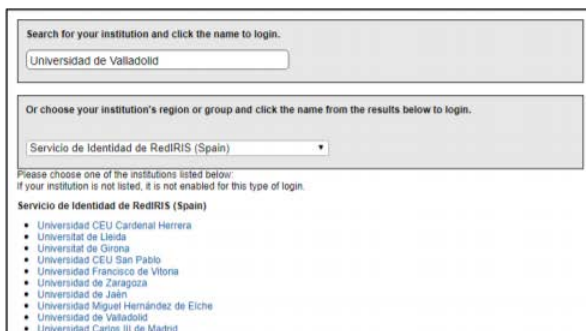 Search for your institution and click the name to login.
Universidad de Valladolid
Or choose your institution's region or group and click the name from the results below to login.
Servicio de Identidad de RedIRIS (Spain)
Please choose one of the institutions listed below:
If your institution is not listed, it is not enabled for this type of login.
Servicio de Identidad de RedIRIS (Spain)
Universidad CEU Cardenal Herrera
Universitat de Lleida
Universitat de Girona
Universidad CEU San Pablo
Universidad Francisco de Vitoria
Universidad de Zaragoza
Universidad de Jaén
Universidad Miguel Hernández de Elche
Universidad de Valladolid
Universidad Carlos III de Madrid